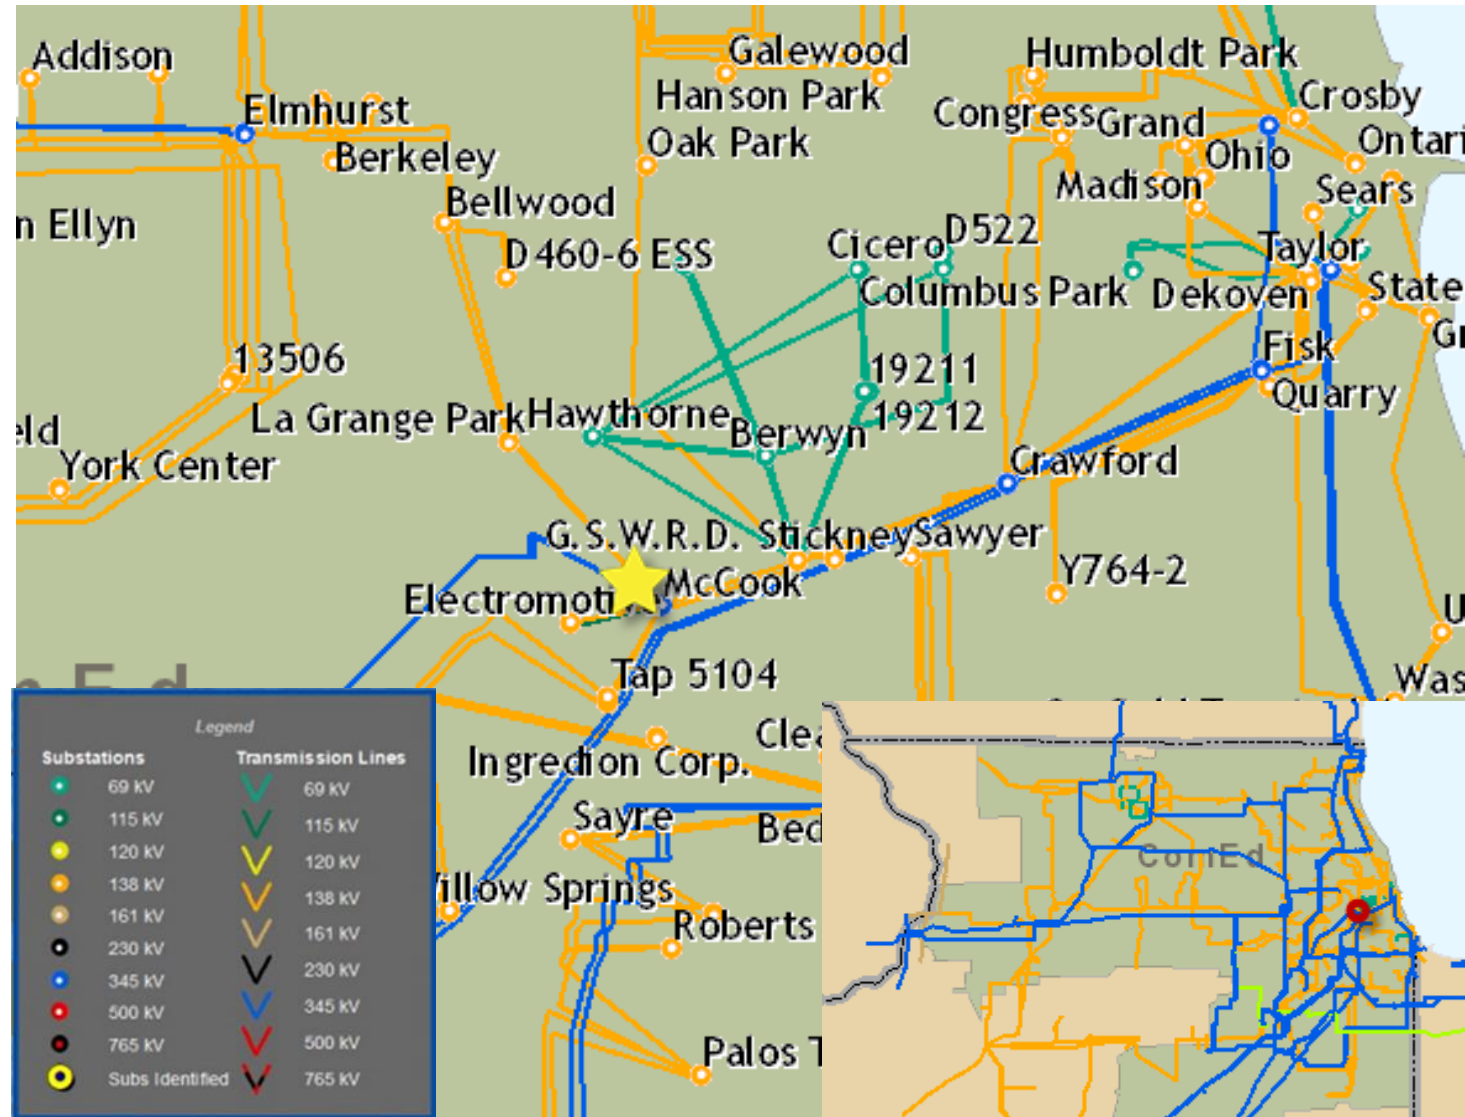 Addison
Galewood
Humboldt Park
Elmhurst
Hanson Park
Crosby
Congress
Grand
Berkeley
Oak Park
Ohio
Madison
Sears
Bellwood
n Ellyn
D460-6 ESS
Cicero
D522
Taylor
Columbus Park
Dekoven
State
13506
Fisk
19211
Quarry
La Grange Park
Hawthorne
Berwyn
19212
eld
York Center
Crawford
G.S.W.R.D. Stickney
Sawyer
McCook
Y764-2
Tap 5104
Was
Ingredion Corp.
Sayre
Willow Springs
Roberts
Palos T
Legend
Substations
Transmission Lines
69 kV
69 kV
115 kV
115 kV
120 kV
120 kV
138 kV
138 kV
161 kV
161 kV
230 kV
230 kV
345 kV
345 kV
500 kV
500 kV
765 kV
Subs Identified
765 kV
ComEd